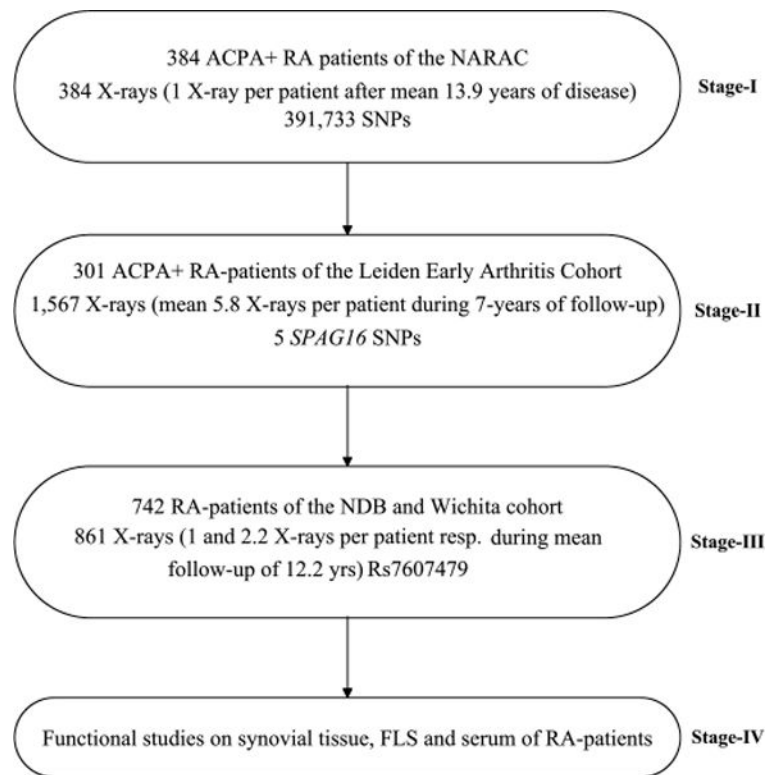 384 ACPA+ RA patients of the NARAC
384 X-rays (1 X-ray per patient after mean 13.9 years of disease)
391,733 SNPs
Stage-I
301 ACPA+ RA-patients of the Leiden Early Arthritis Cohort
1,567 X-rays (mean 5.8 X-rays per patient during 7-years of follow-up)
5 SPAG16 SNPs
Stage-II
742 RA-patients of the NDB and Wichita cohort
861 X-rays (1 and 2.2 X-rays per patient resp. during mean
follow-up of 12.2 yrs) Rs7607479
Stage-III
Functional studies on synovial tissue, FLS and serum of RA-patients
Stage-IV